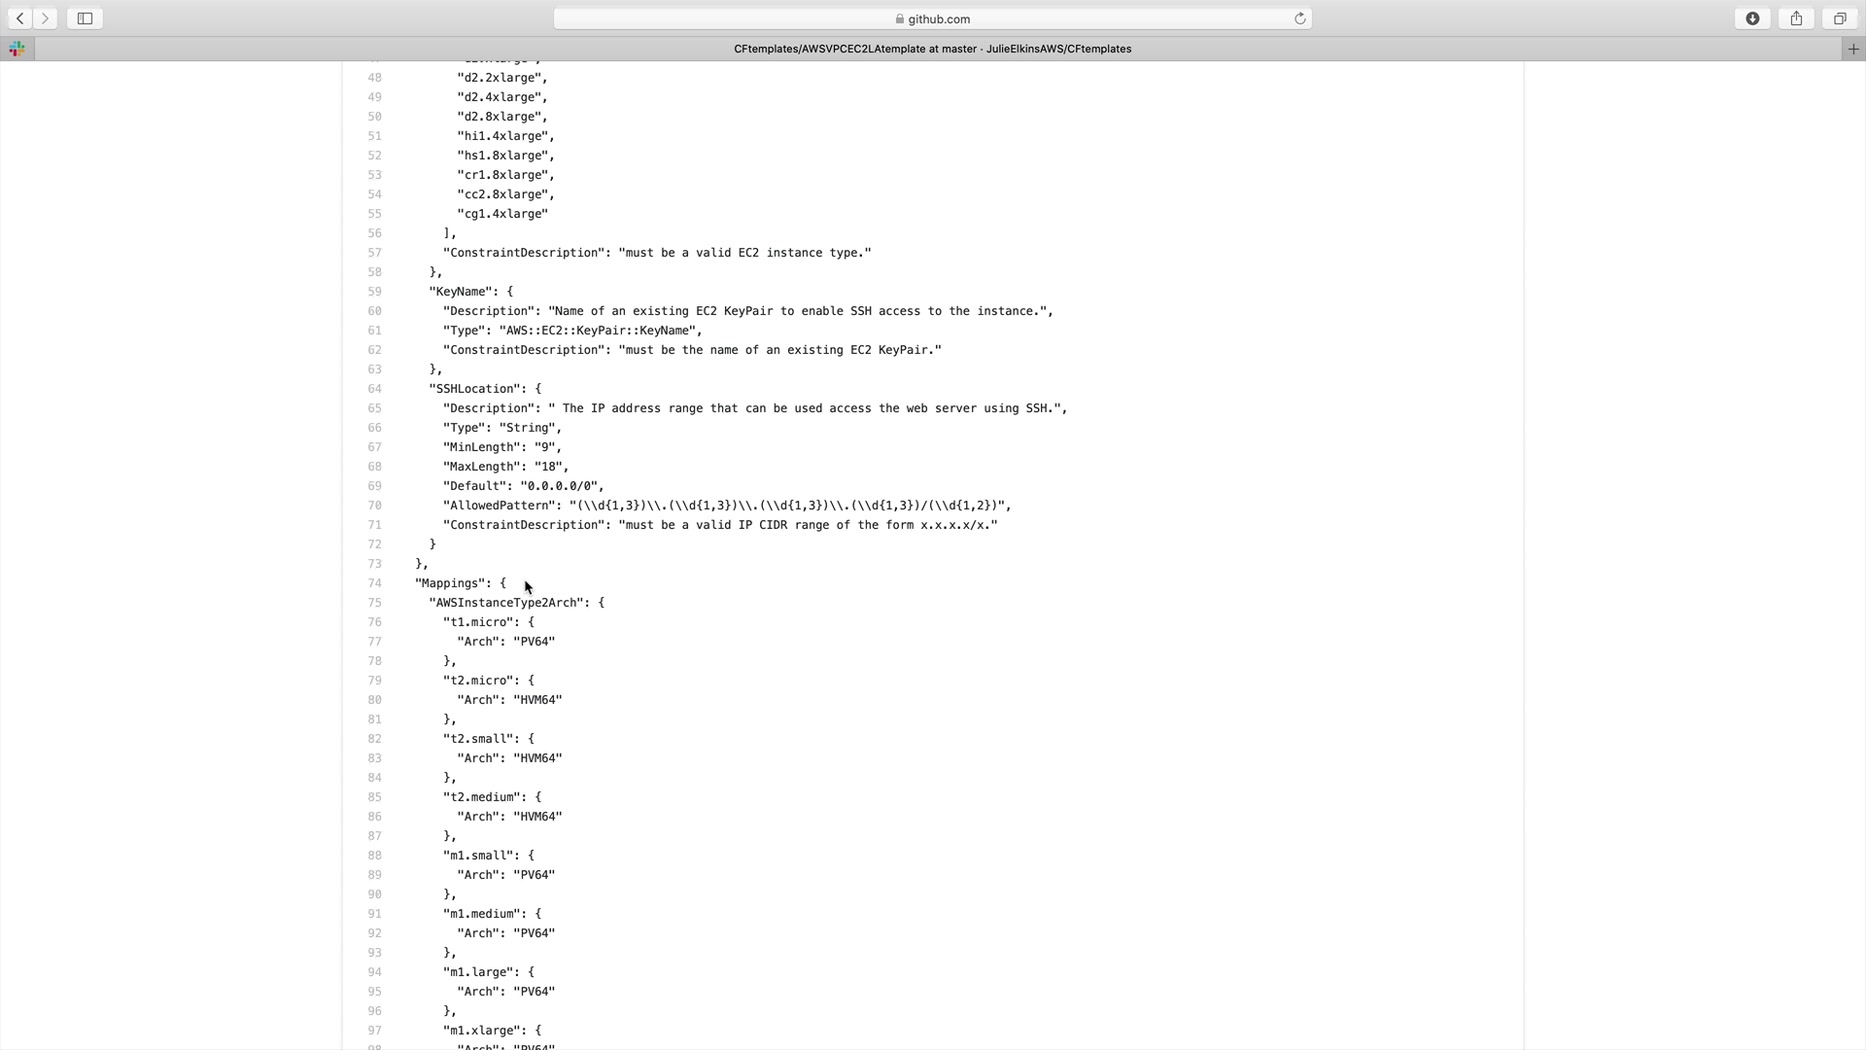 github.com
CFtemplates/AWSVPCEC2LAtemplate at master · JulieElkinsAWS/CFtemplates
48 "d2.2xlarge",
49 "d2.4xlarge",
50 "d2.8xlarge",
51 "hi1.4xlarge",
52 "hs1.8xlarge",
53 "cr1.8xlarge",
54 "cc2.8xlarge",
55 "cg1.4xlarge"
56 ],
57 "ConstraintDescription": "must be a valid EC2 instance type."
58 },
59 "KeyName": {
60 "Description": "Name of an existing EC2 KeyPair to enable SSH access to the instance.",
61 "Type": "AWS::EC2::KeyPair::KeyName",
62 "ConstraintDescription": "must be the name of an existing EC2 KeyPair."
63 },
64 "SSHLocation": {
65 "Description": " The IP address range that can be used access the web server using SSH.",
66 "Type": "String",
67 "MinLength": "9",
68 "MaxLength": "18",
69 "Default": "0.0.0.0/0",
70 "AllowedPattern": "(\\d{1,3})\\.(\\d{1,3})\\.(\\d{1,3})\\.(\\d{1,3})/(\\d{1,2})",
71 "ConstraintDescription": "must be a valid IP CIDR range of the form x.x.x.x/x."
72 }
73 },
74 "Mappings": {
75 "AWSInstanceType2Arch": {
76 "t1.micro": {
77 "Arch": "PV64"
78 },
79 "t2.micro": {
80 "Arch": "HVM64"
81 },
82 "t2.small": {
83 "Arch": "HVM64"
84 },
85 "t2.medium": {
86 "Arch": "HVM64"
87 },
88 "m1.small": {
89 "Arch": "PV64"
90 },
91 "m1.medium": {
92 "Arch": "PV64"
93 },
94 "m1.large": {
95 "Arch": "PV64"
96 },
97 "m1.xlarge": {
98 "Arch": "PV64"